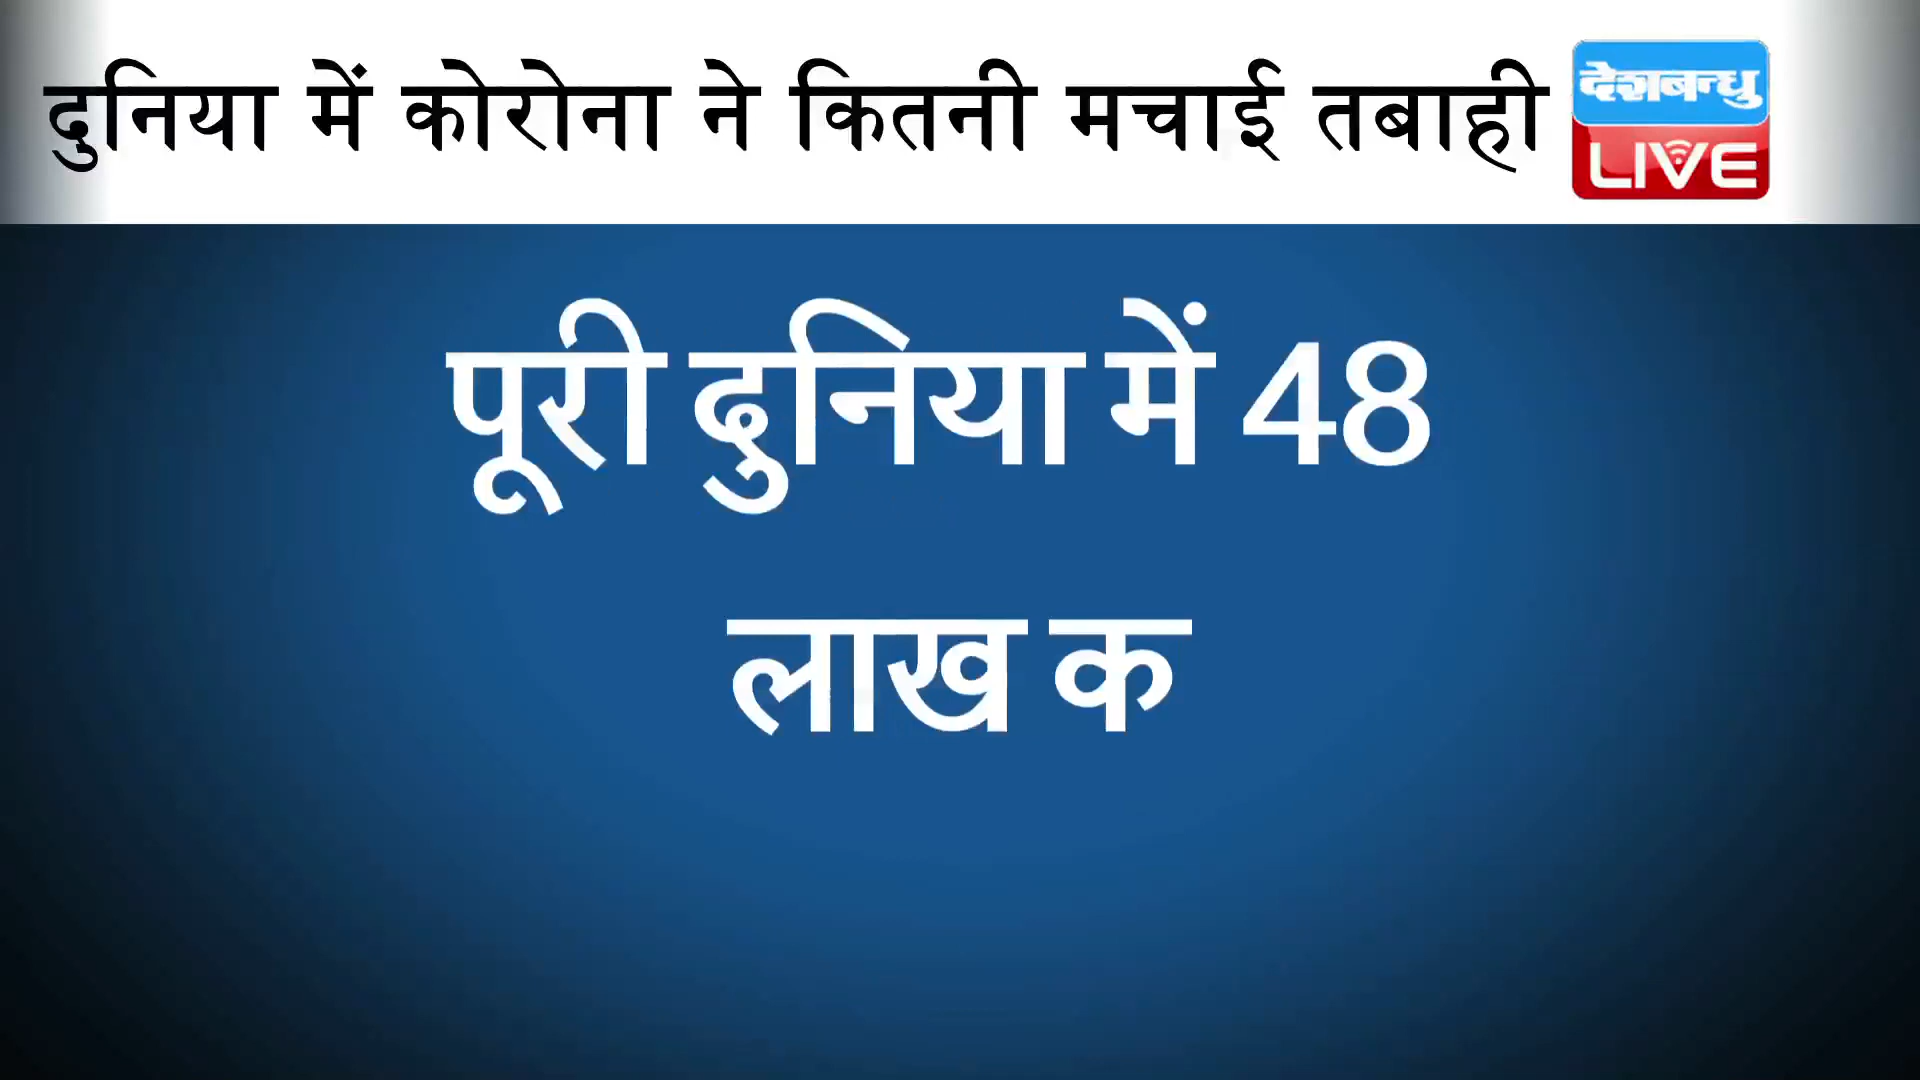 दुनिया में कोरोना ने कितनी मचाई तबाही
देशबन्धु
LIVE
पूरी दुनिया में 48
लाख क